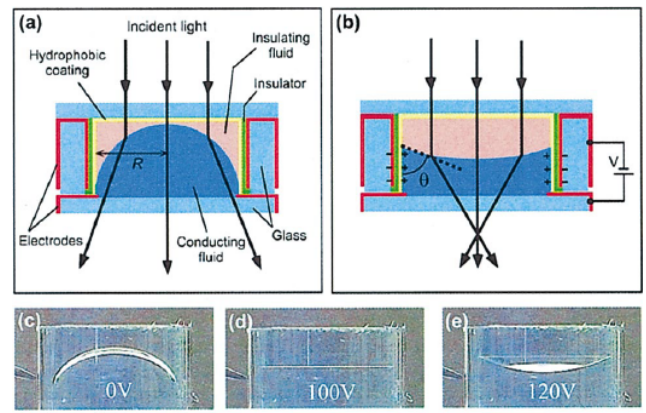 (a)
Incident light
Hydrophobic
coating
Insulating
fluid
Insulator
R
Electrodes
Conducting
fluid
Glass
(b)
θ
V
(c)
0V
(d)
100V
(e)
120V